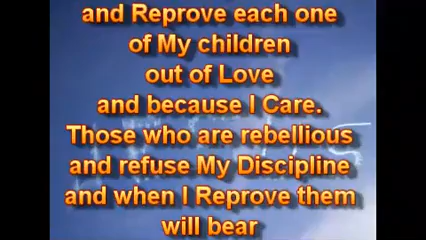 and Reprove each one
of My children
out of Love
and because I Care.
Those who are rebellious
and refuse My Discipline
and when I Reprove them
will bear